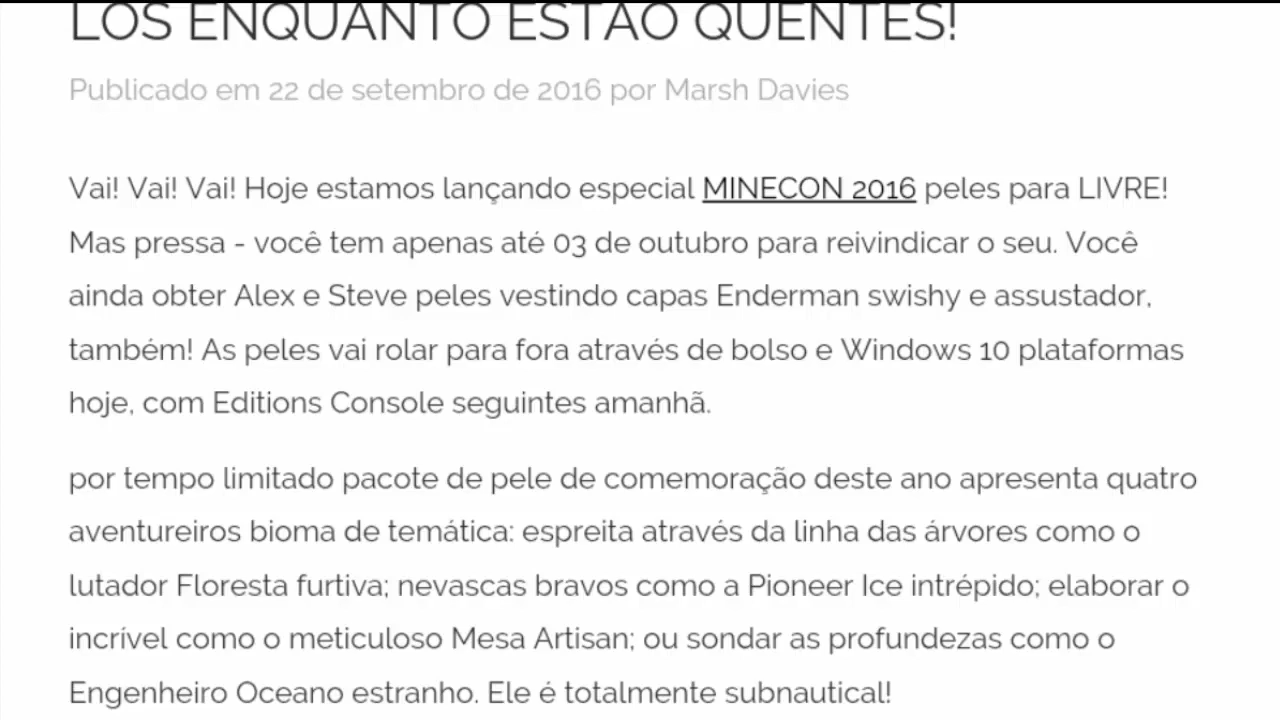 LOS ENQUANTO ESTÃO QUENTES!
Publicado em 22 de setembro de 2016 por Marsh Davies
Vai! Vai! Vai! Hoje estamos lançando especial MINECON 2016 peles para LIVRE!
Mas pressa - você tem apenas até 03 de outubro para reivindicar o seu. Você
ainda obter Alex e Steve peles vestindo capas Enderman swishy e assustador,
também! As peles vai rolar para fora através de bolso e Windows 10 plataformas
hoje, com Editions Console seguintes amanhã.
por tempo limitado pacote de pele de comemoração deste ano apresenta quatro
aventureiros bioma de temática: espreita através da linha das árvores como o
lutador Floresta furtiva; nevascas bravos como a Pioneer Ice intrépido; elaborar o
incrível como o meticuloso Mesa Artisan; ou sondar as profundezas como o
Engenheiro Oceano estranho. Ele é totalmente subnautical!